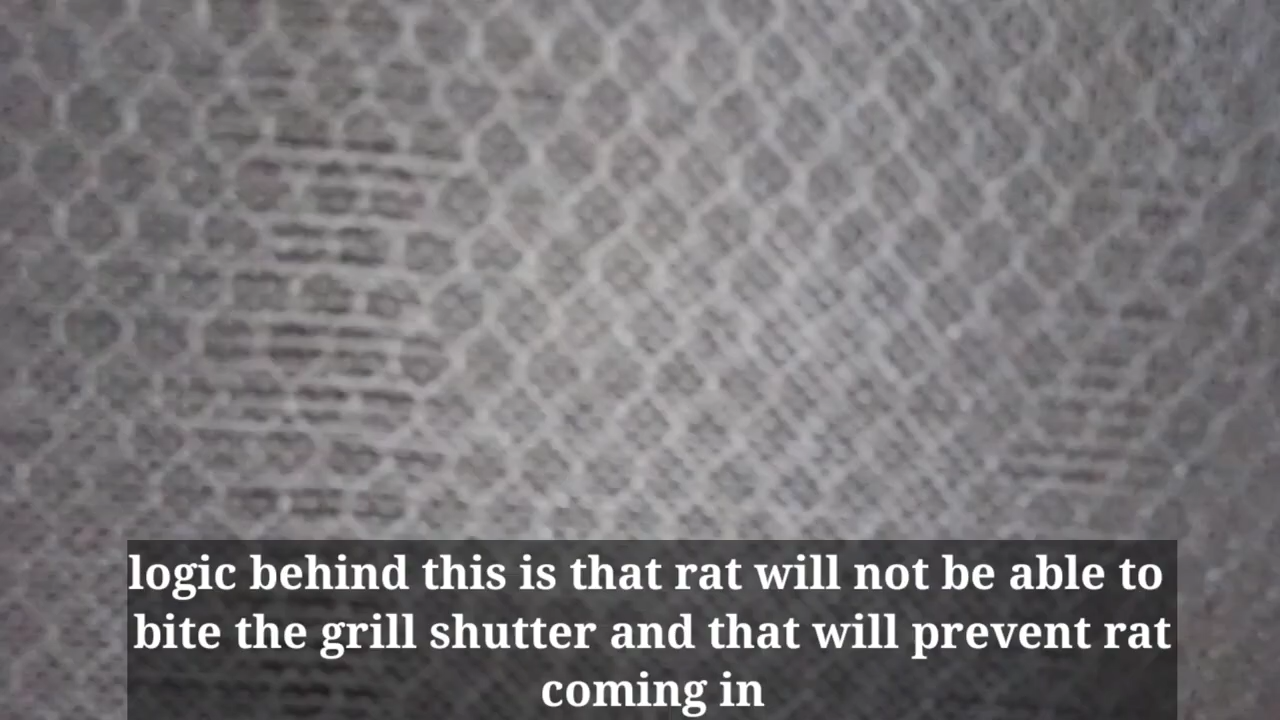 logic behind this is that rat will not be able to
bite the grill shutter and that will prevent rat
coming in